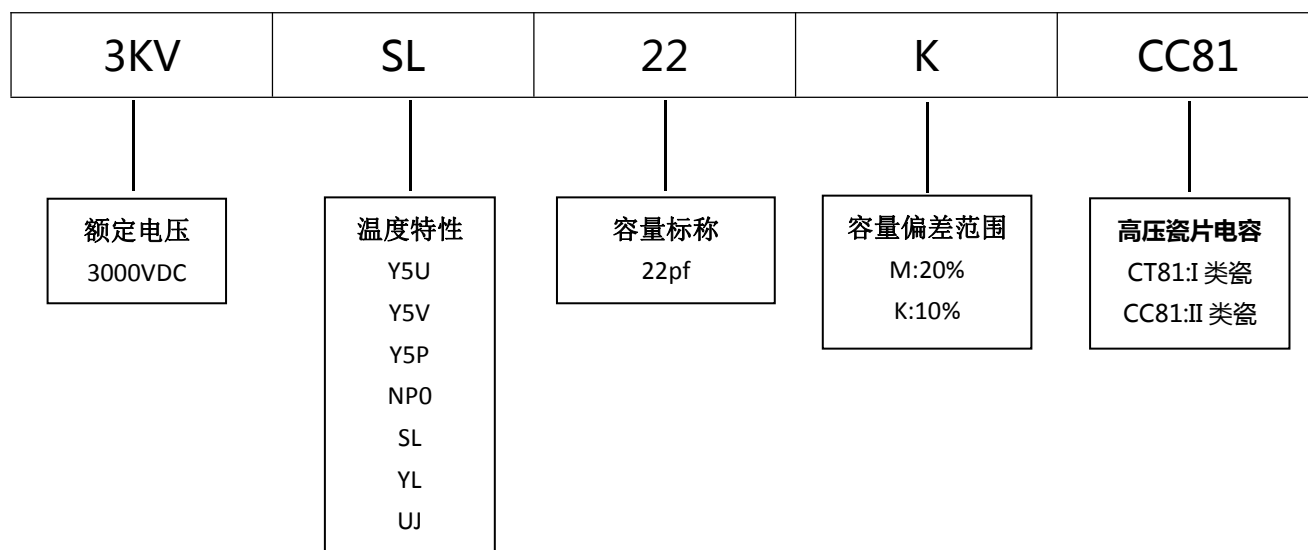 3KV SL 22 K CC81
额定电压
3000VDC
温度特性
Y5U
Y5V
Y5P
NP0
SL
YL
UJ
容量标称
22pf
容量偏差范围
M:20%
K:10%
高压瓷片电容
CT81:I 类瓷
CC81:II 类瓷